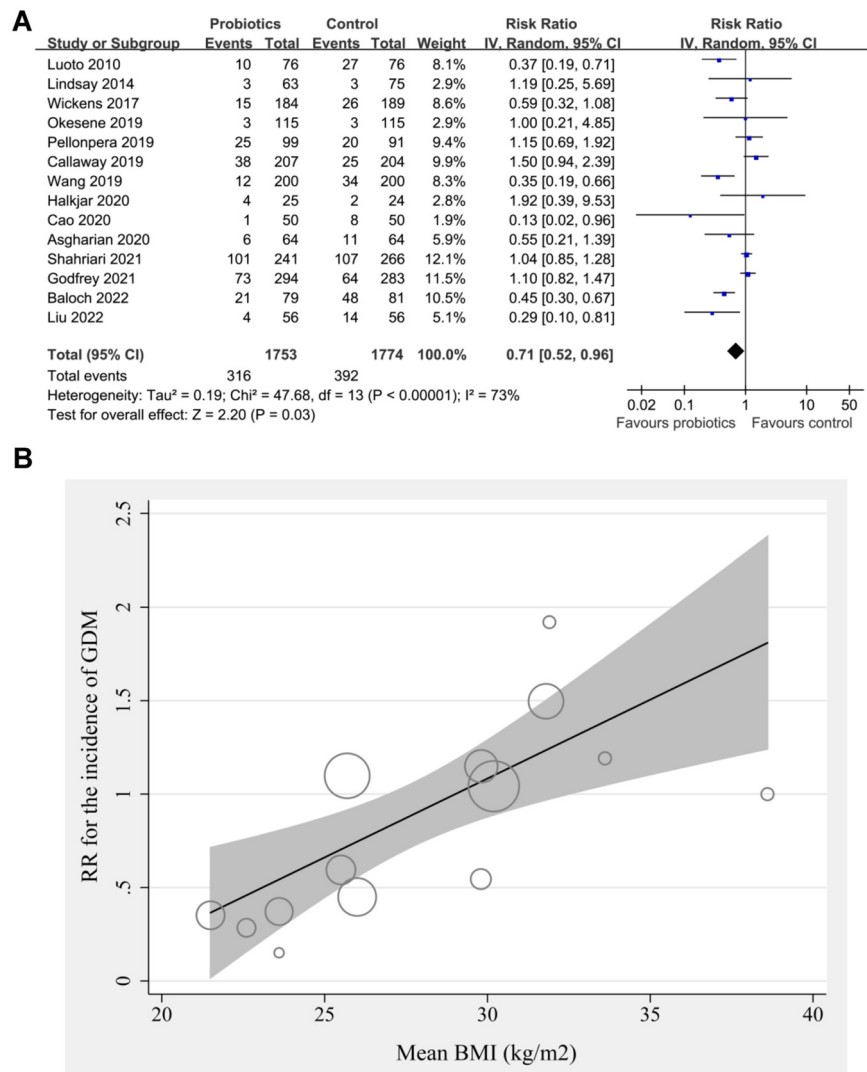 A
Probiotics Control Risk Ratio Risk Ratio
Study or Subgroup Events Total Events Total Weight IV, Random, 95% CI IV, Random, 95% CI
Luoto 2010 10 76 27 76 8.1% 0.37 [0.19, 0.71]
Lindsay 2014 3 63 3 75 2.9% 1.19 [0.25, 5.69]
Wickens 2017 15 184 26 189 8.6% 0.59 [0.32, 1.08]
Okesene 2019 3 115 3 115 2.9% 1.00 [0.21, 4.85]
Pellonpera 2019 25 99 20 91 9.4% 1.15 [0.69, 1.92]
Callaway 2019 38 207 25 204 9.9% 1.50 [0.94, 2.39]
Wang 2019 12 200 34 200 8.3% 0.35 [0.19, 0.66]
Halkjar 2020 4 25 2 24 2.8% 1.92 [0.39, 9.53]
Cao 2020 1 50 8 50 1.9% 0.13 [0.02, 0.96]
Asgharian 2020 6 64 11 64 5.9% 0.55 [0.21, 1.39]
Shahriari 2021 101 241 107 266 12.1% 1.04 [0.85, 1.28]
Godfrey 2021 73 294 64 283 11.5% 1.10 [0.82, 1.47]
Baloch 2022 21 79 48 81 10.5% 0.45 [0.30, 0.67]
Liu 2022 4 56 14 56 5.1% 0.29 [0.10, 0.81]
Total (95% CI) 1753 1774 100.0% 0.71 [0.52, 0.96]
Total events 316 392
Heterogeneity: Tau² = 0.19; Chi² = 47.68, df = 13 (P < 0.00001); I² = 73%
Test for overall effect: Z = 2.20 (P = 0.03)
0.02 0.1 1 10 50
Favours probiotics Favours control
B
RR for the incidence of GDM
2.5
2
1.5
1
.5
0
20 25 30 35 40
Mean BMI (kg/m2)